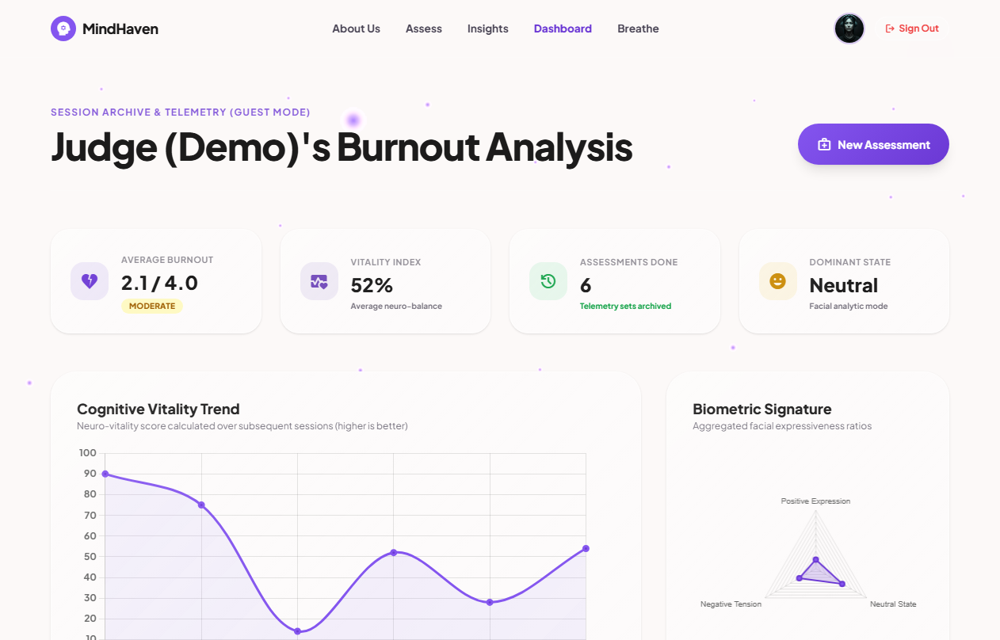 MindHaven
About Us
Assess
Insights
Dashboard
Breathe
Sign Out
SESSION ARCHIVE & TELEMETRY (GUEST MODE)
Judge (Demo)'s Burnout Analysis
New Assessment
AVERAGE BURNOUT
2.1 / 4.0
MODERATE
VITALITY INDEX
52%
Average neuro-balance
ASSESSMENTS DONE
6
Telemetry sets archived
DOMINANT STATE
Neutral
Facial analytic mode
Cognitive Vitality Trend
Neuro-vitality score calculated over subsequent sessions (higher is better)
100
90
80
70
60
50
40
30
20
10
Biometric Signature
Aggregated facial expressiveness ratios
Positive Expression
Negative Tension
Neutral State